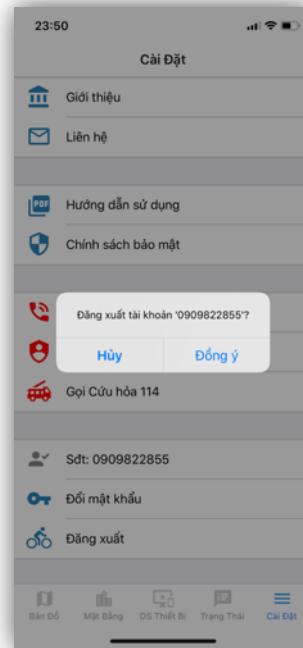 23:50
Cài Đặt
Giới thiệu
Liên hệ
PDF
Hướng dẫn sử dụng
Chính sách bảo mật
Đăng xuất tài khoản '0909822855'?
Hủy
Đồng ý
Gọi Cứu hỏa 114
Sđt: 0909822855
Đổi mật khẩu
Đăng xuất
Bản Đồ
Mặt Bằng
DS Thiết Bị
Trạng Thái
Cài Đặt